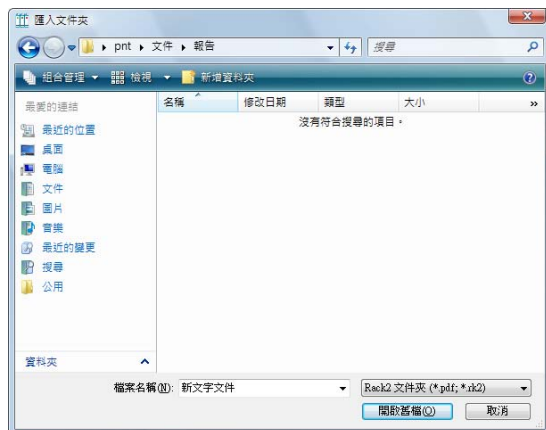 匯入文件夾
pnt 文件 報告
搜尋
組合管理 檢視 新增資料夾
最愛的連結
名稱 修改日期 類型 大小 »
沒有符合搜尋的項目。
最近的位置
桌面
電腦
文件
圖片
音樂
最近的變更
搜尋
公用
資料夾
檔案名稱(N): 新文字文件
Rack2 文件夾 (*.pdf; *.rk2)
開啟舊檔(O) 取消